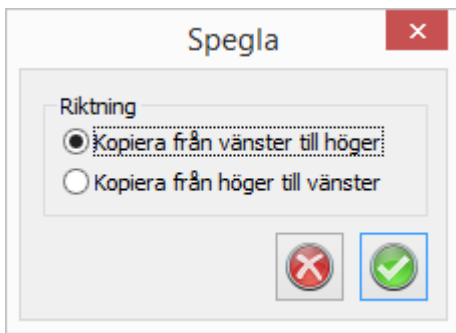 Spegla
Riktning
Kopiera från vänster till höger
Kopiera från höger till vänster